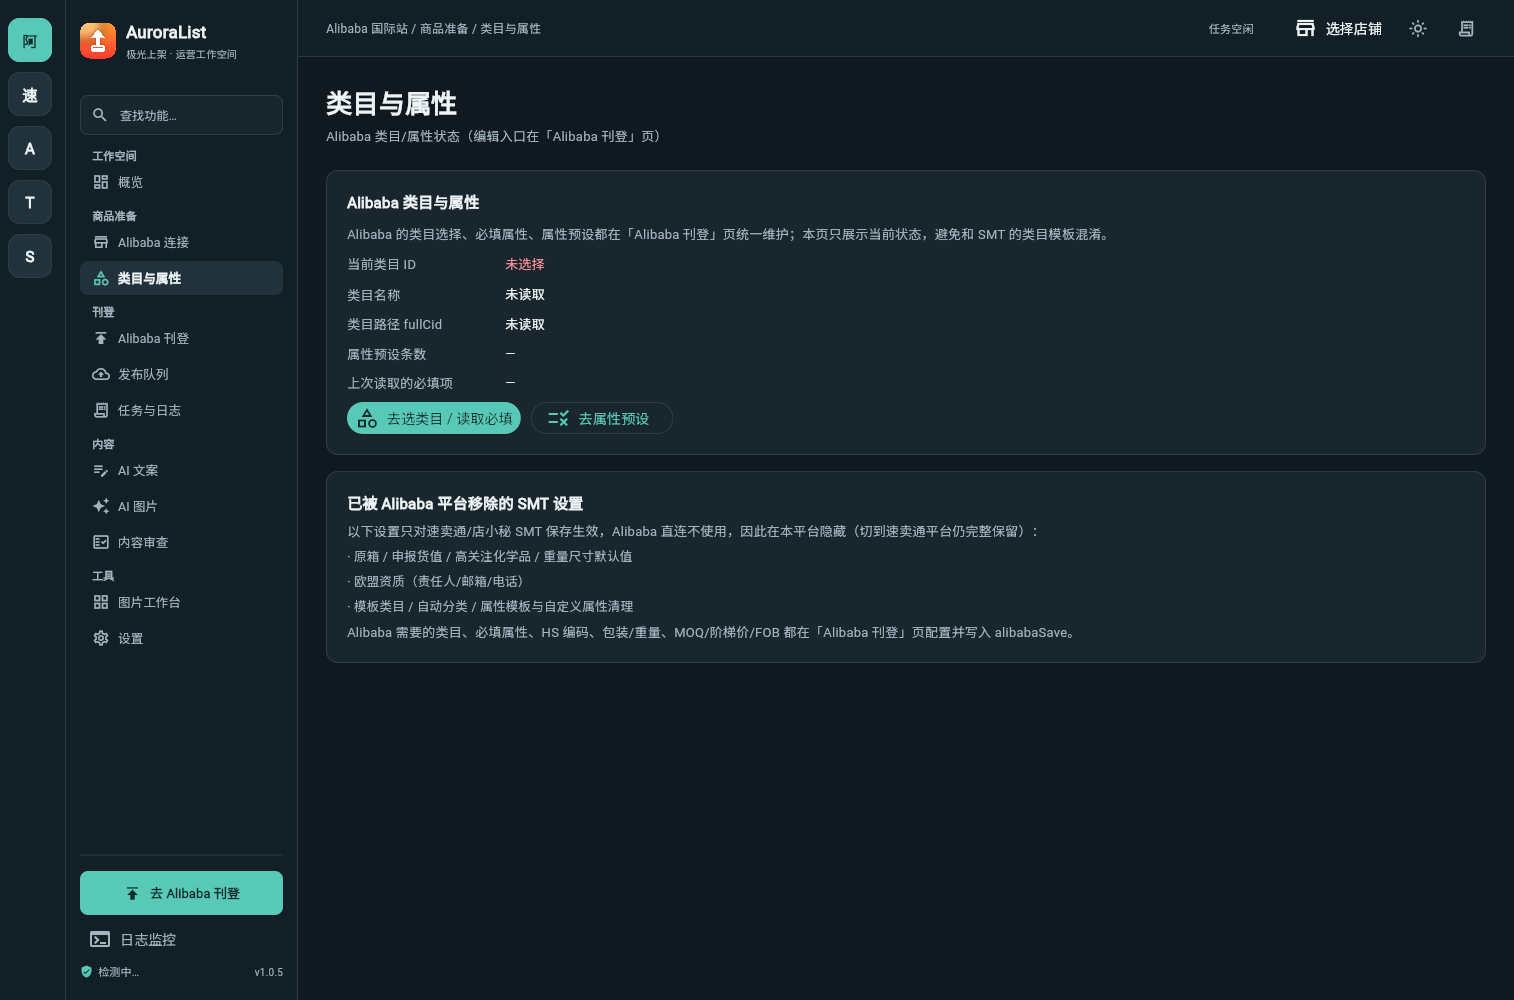 阿
速
A
T
S
AuroraList
极光上架 · 运营工作空间
查找功能...
工作空间
概览
商品准备
Alibaba 连接
类目与属性
刊登
Alibaba 刊登
发布队列
任务与日志
内容
AI 文案
AI 图片
内容审查
工具
图片工作台
设置
去 Alibaba 刊登
日志监控
检测中...
v1.0.5
Alibaba 国际站 / 商品准备 / 类目与属性
任务空闲
选择店铺
类目与属性
Alibaba 类目/属性状态（编辑入口在「Alibaba 刊登」页）
Alibaba 类目与属性
Alibaba 的类目选择、必填属性、属性预设都在「Alibaba 刊登」页统一维护；本页只展示当前状态，避免和 SMT 的类目模板混淆。
当前类目 ID 未选择
类目名称 未读取
类目路径 fullCid 未读取
属性预设条数 —
上次读取的必填项 —
去选类目 / 读取必填
去属性预设
已被 Alibaba 平台移除的 SMT 设置
以下设置只对速卖通/店小秘 SMT 保存生效，Alibaba 直连不使用，因此在本平台隐藏（切到速卖通平台仍完整保留）：
· 原箱 / 申报货值 / 高关注化学品 / 重量尺寸默认值
· 欧盟资质（责任人/邮箱/电话）
· 模板类目 / 自动分类 / 属性模板与自定义属性清理
Alibaba 需要的类目、必填属性、HS 编码、包装/重量、MOQ/阶梯价/FOB 都在「Alibaba 刊登」页配置并写入 alibabaSave。